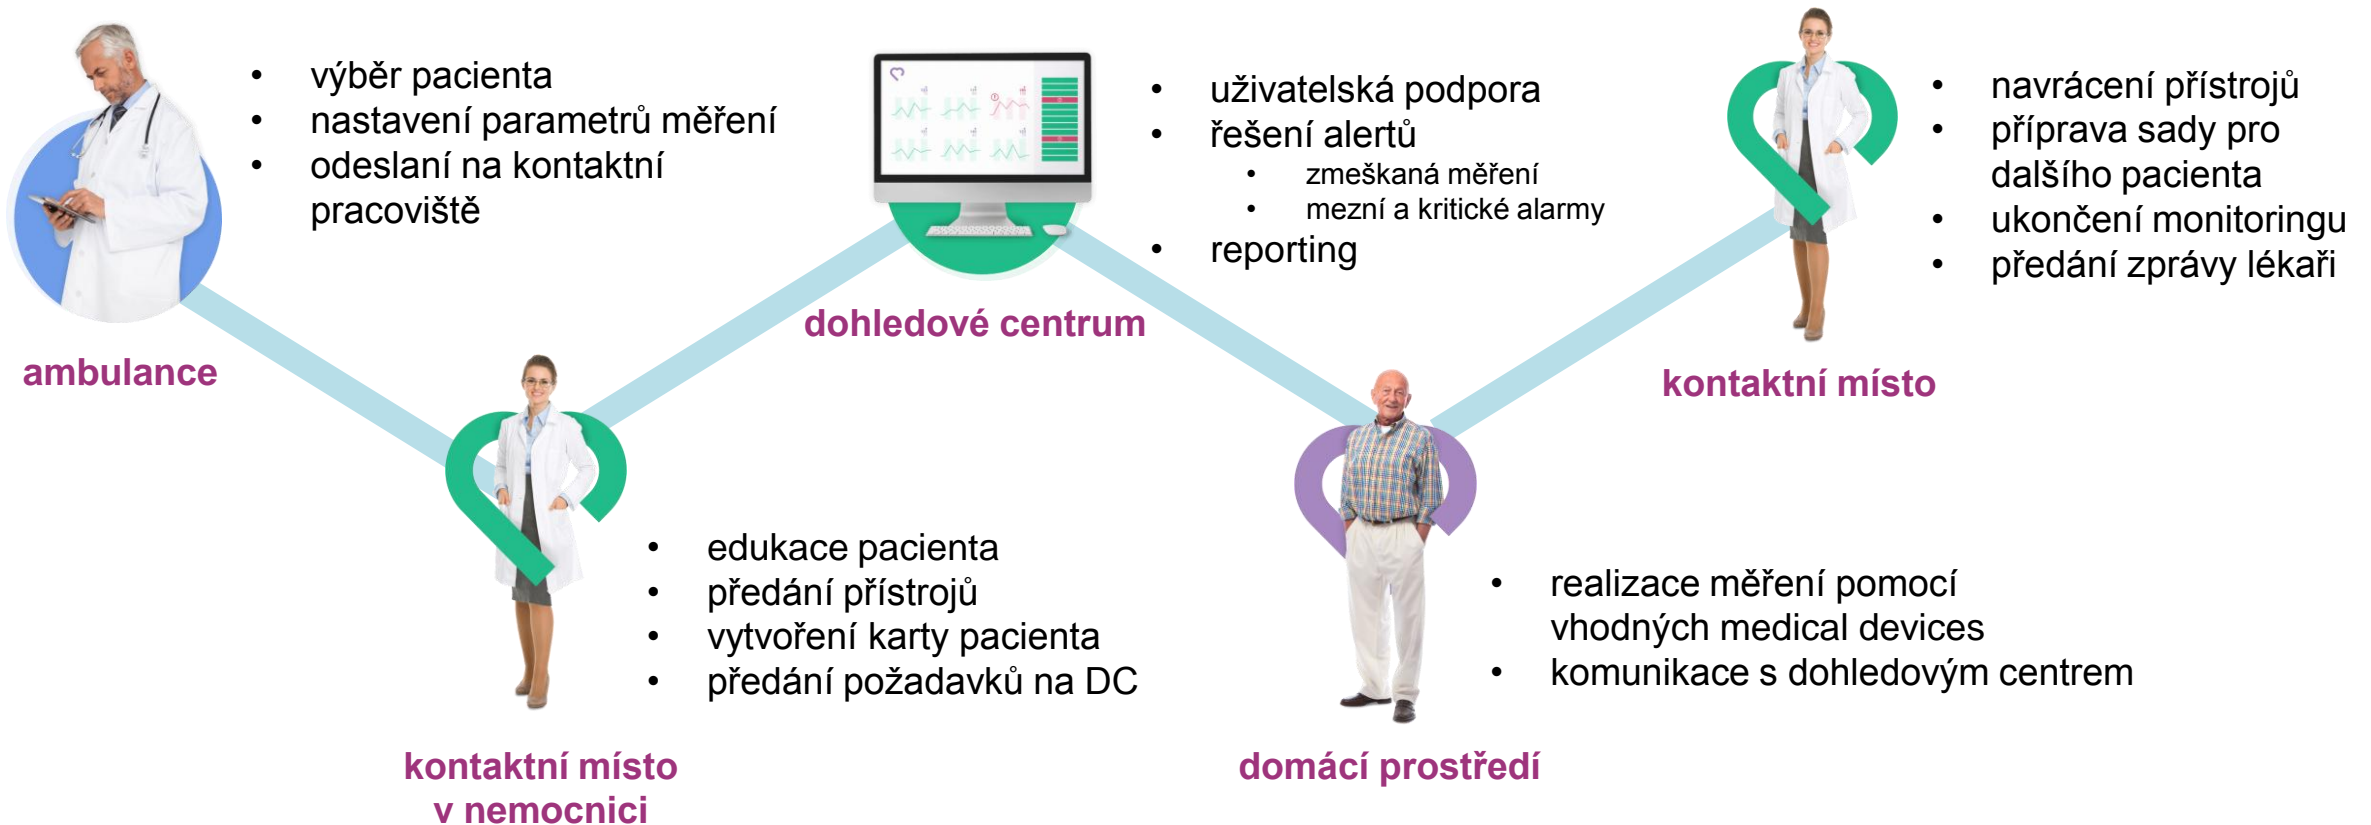 • výběr pacienta
• nastavení parametrů měření
• odeslaní na kontaktní
pracoviště
ambulance
• edukace pacienta
• předání přístrojů
• vytvoření karty pacienta
• předání požadavků na DC
kontaktní místo
v nemocnici
• uživatelská podpora
• řešení alertů
• zmeškaná měření
• mezní a kritické alarmy
• reporting
dohledové centrum
• realizace měření pomocí
vhodných medical devices
• komunikace s dohledovým centrem
domácí prostředí
• navrácení přístrojů
• příprava sady pro
dalšího pacienta
• ukončení monitoringu
• předání zprávy lékaři
kontaktní místo